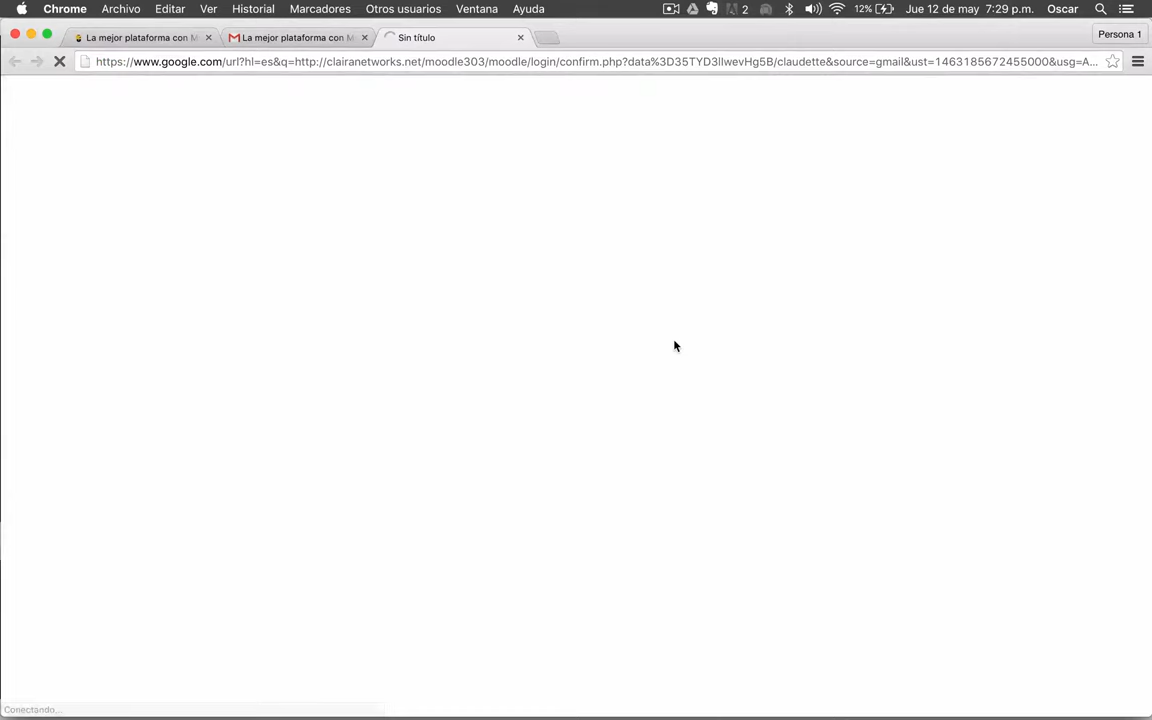 Chrome Archivo Editar Ver Historial Marcadores Otros usuarios Ventana Ayuda 2 12% Jue 12 de may 7:29 p.m. Oscar
La mejor plataforma con M La mejor plataforma con M Sin título Persona 1
https://www.google.com/url?hl=es&q=http://clairanetworks.net/moodle303/moodle/login/confirm.php?data%3D35TYD3lIwevHg5B/claudette&source=gmail&ust=1463185672455000&usg=A...
Conectando...